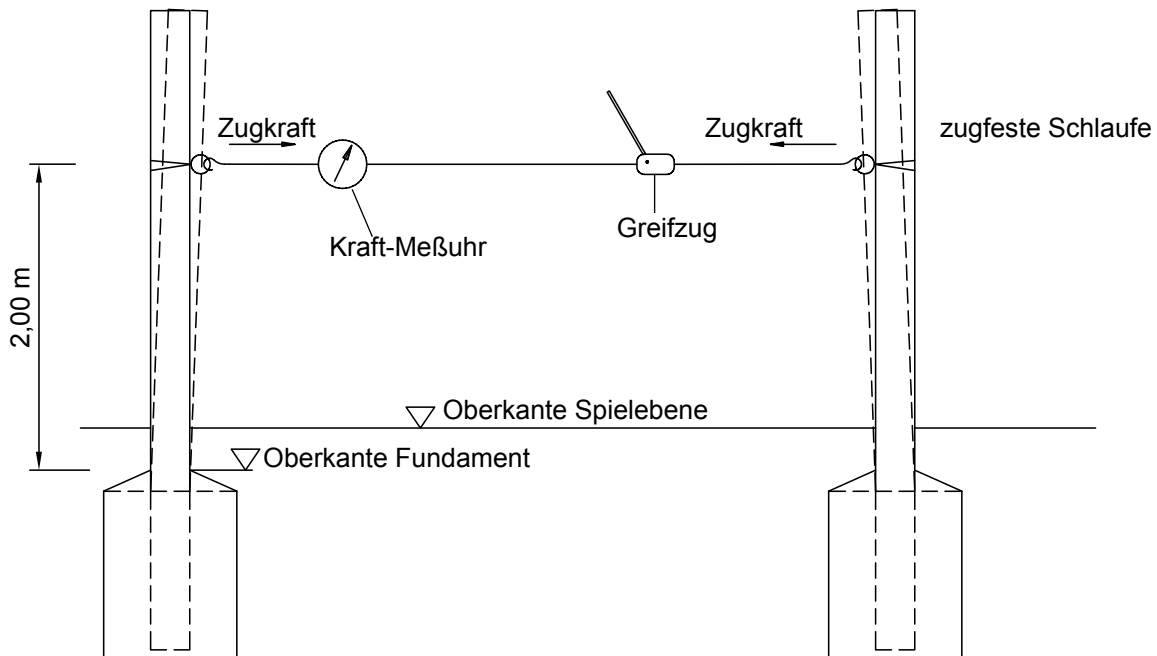 Zugkraft
Zugkraft
zugfeste Schlaufe
Kraft-Meßuhr
Greifzug
2,00 m
Oberkante Spielebene
Oberkante Fundament